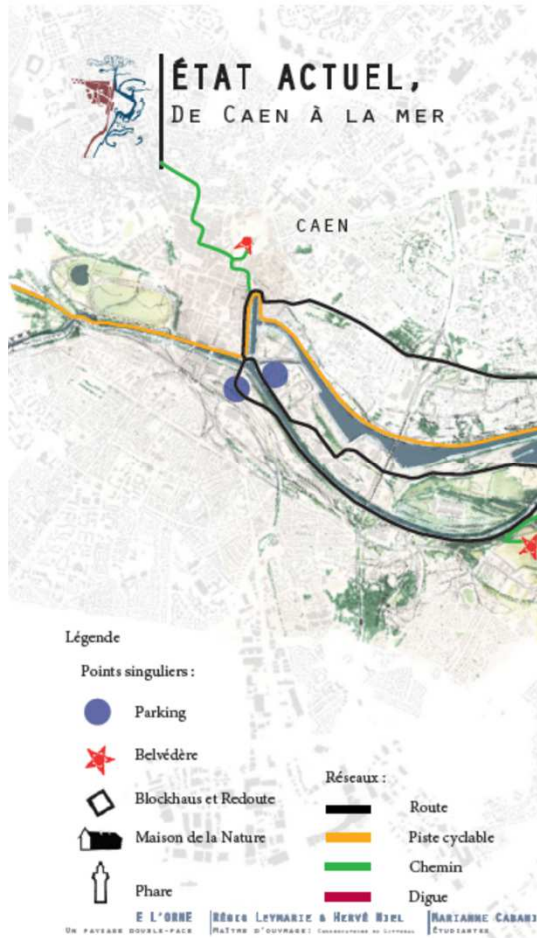 ÉTAT ACTUEL,
DE CAEN À LA MER
CAEN
Légende
Points singuliers :
Parking
Belvédère
Blockhaus et Redoute
Maison de la Nature
Phare
Réseaux :
Route
Piste cyclable
Chemin
Digue
E L'ORNE
UN PAYSAGE DOUBLE-FACE
RÉGIS LEYMARIE & HERVÉ NIEL
MAÎTRE D'OUVRAGE: CONSERVATOIRE DU LITTORAL
MARIANNE CABANI
ÉTUDIANTES